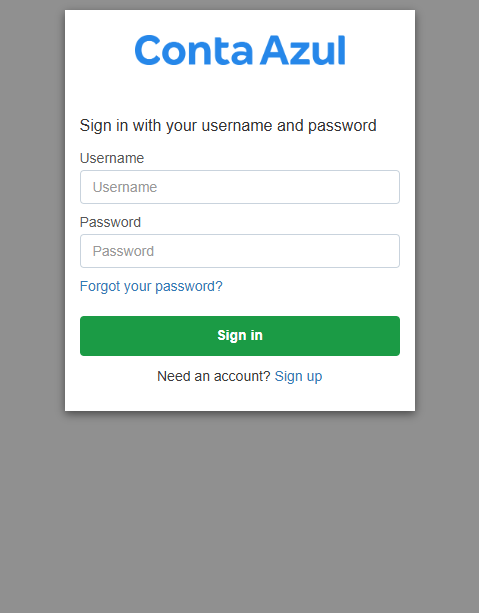 Conta Azul
Sign in with your username and password
Username
Username
Password
Password
Forgot your password?
Sign in
Need an account? Sign up